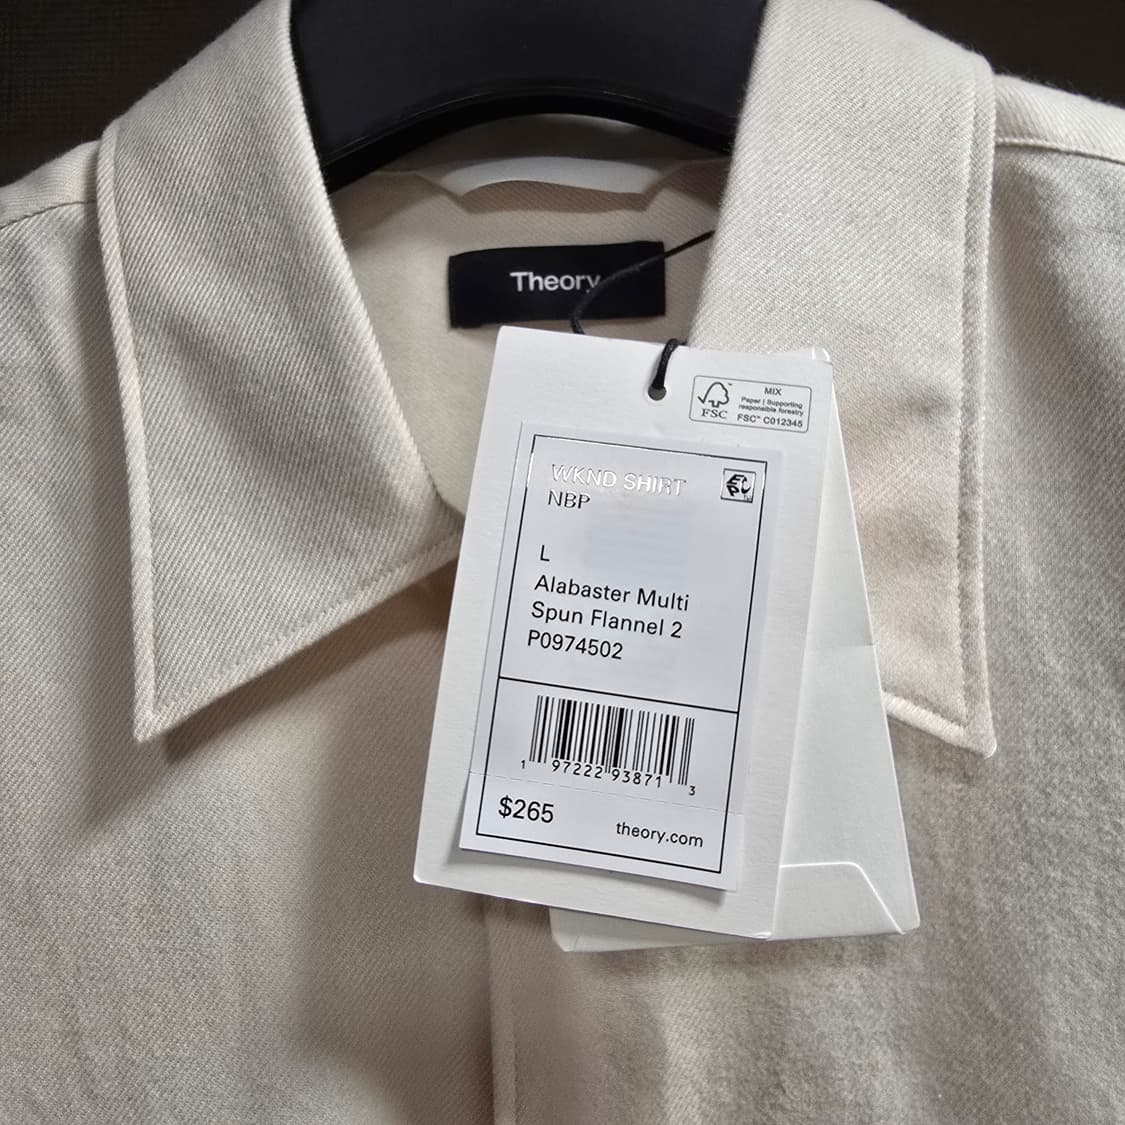 Theory
FSC
MIX
Paper | Supporting
responsible forestry
FSC™ C012345
WKND SHIRT
NBP
L
Alabaster Multi
Spun Flannel 2
P0974502
1 97222 93871 3
$265
theory.com